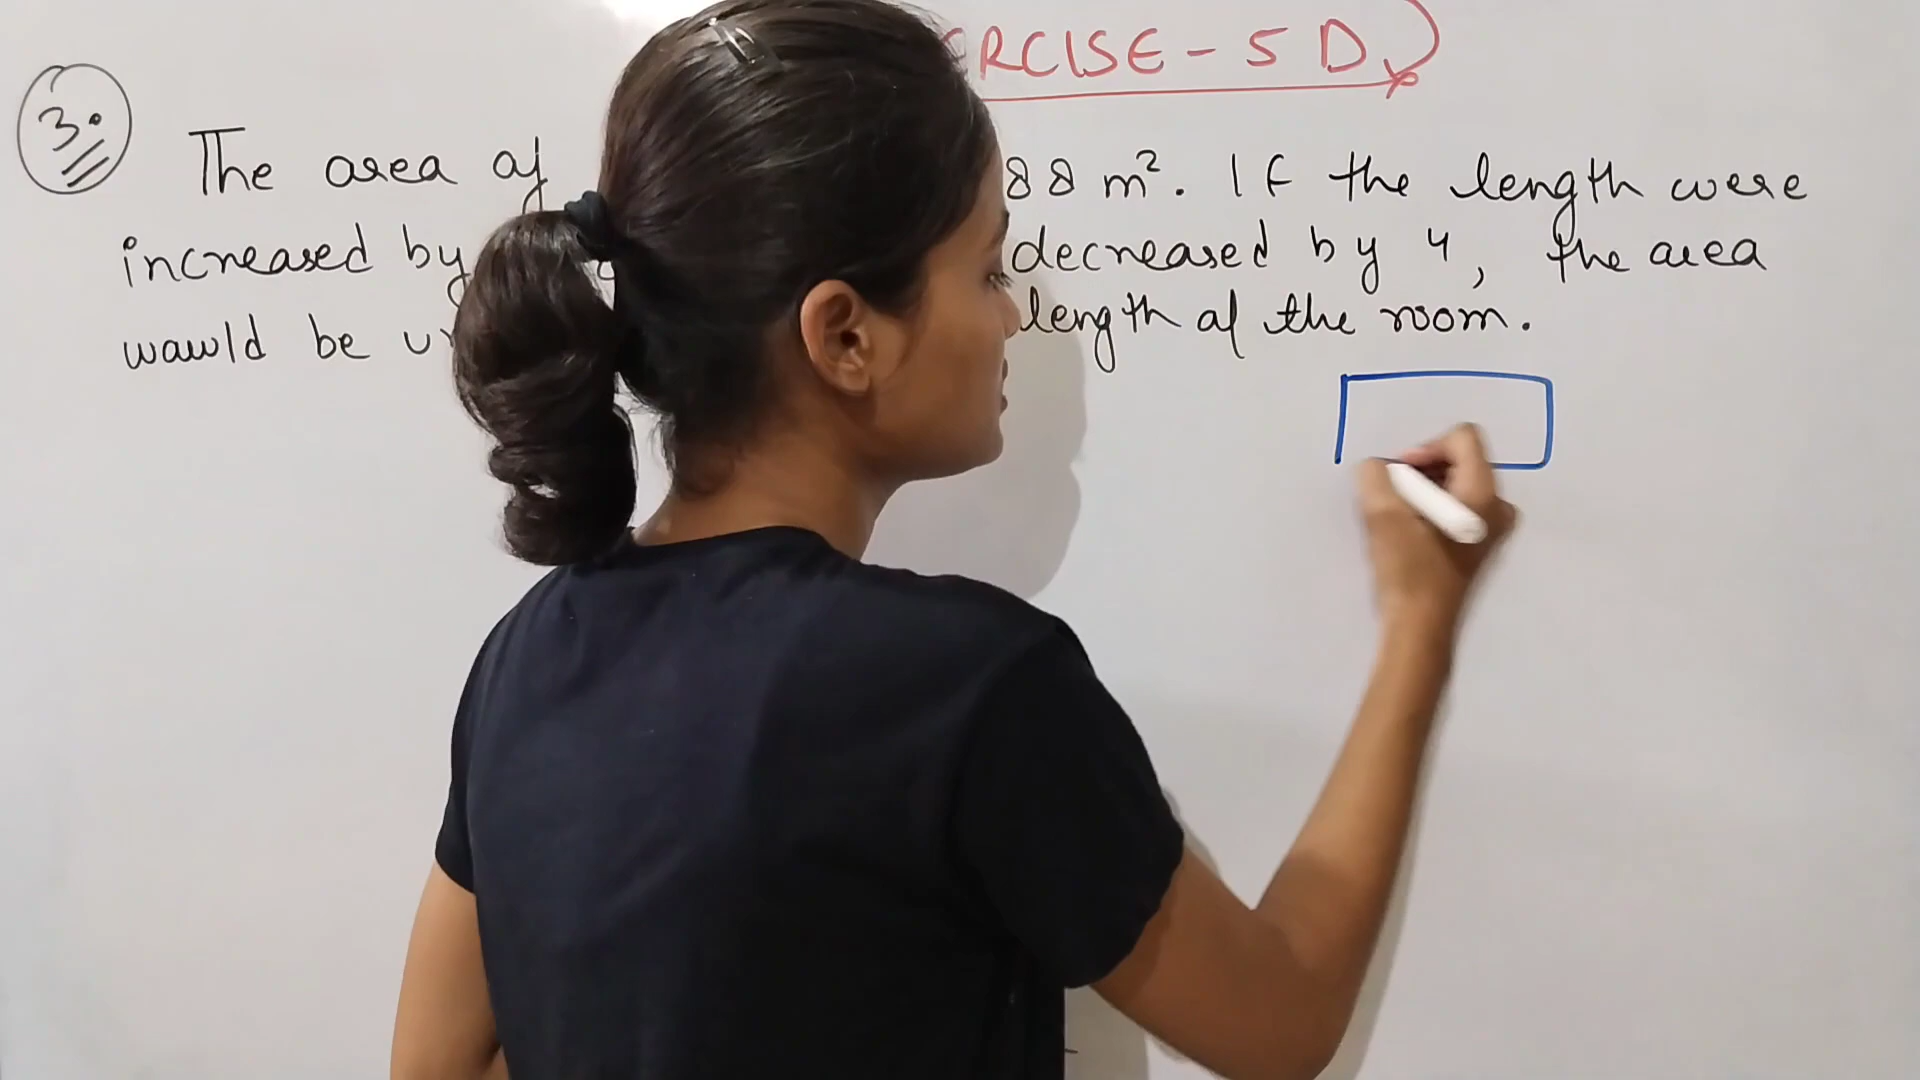 RCISE - 5 D
3. The area of 88 m². If the length were
increased by decreased by 4, the area
wawld be length of the room.